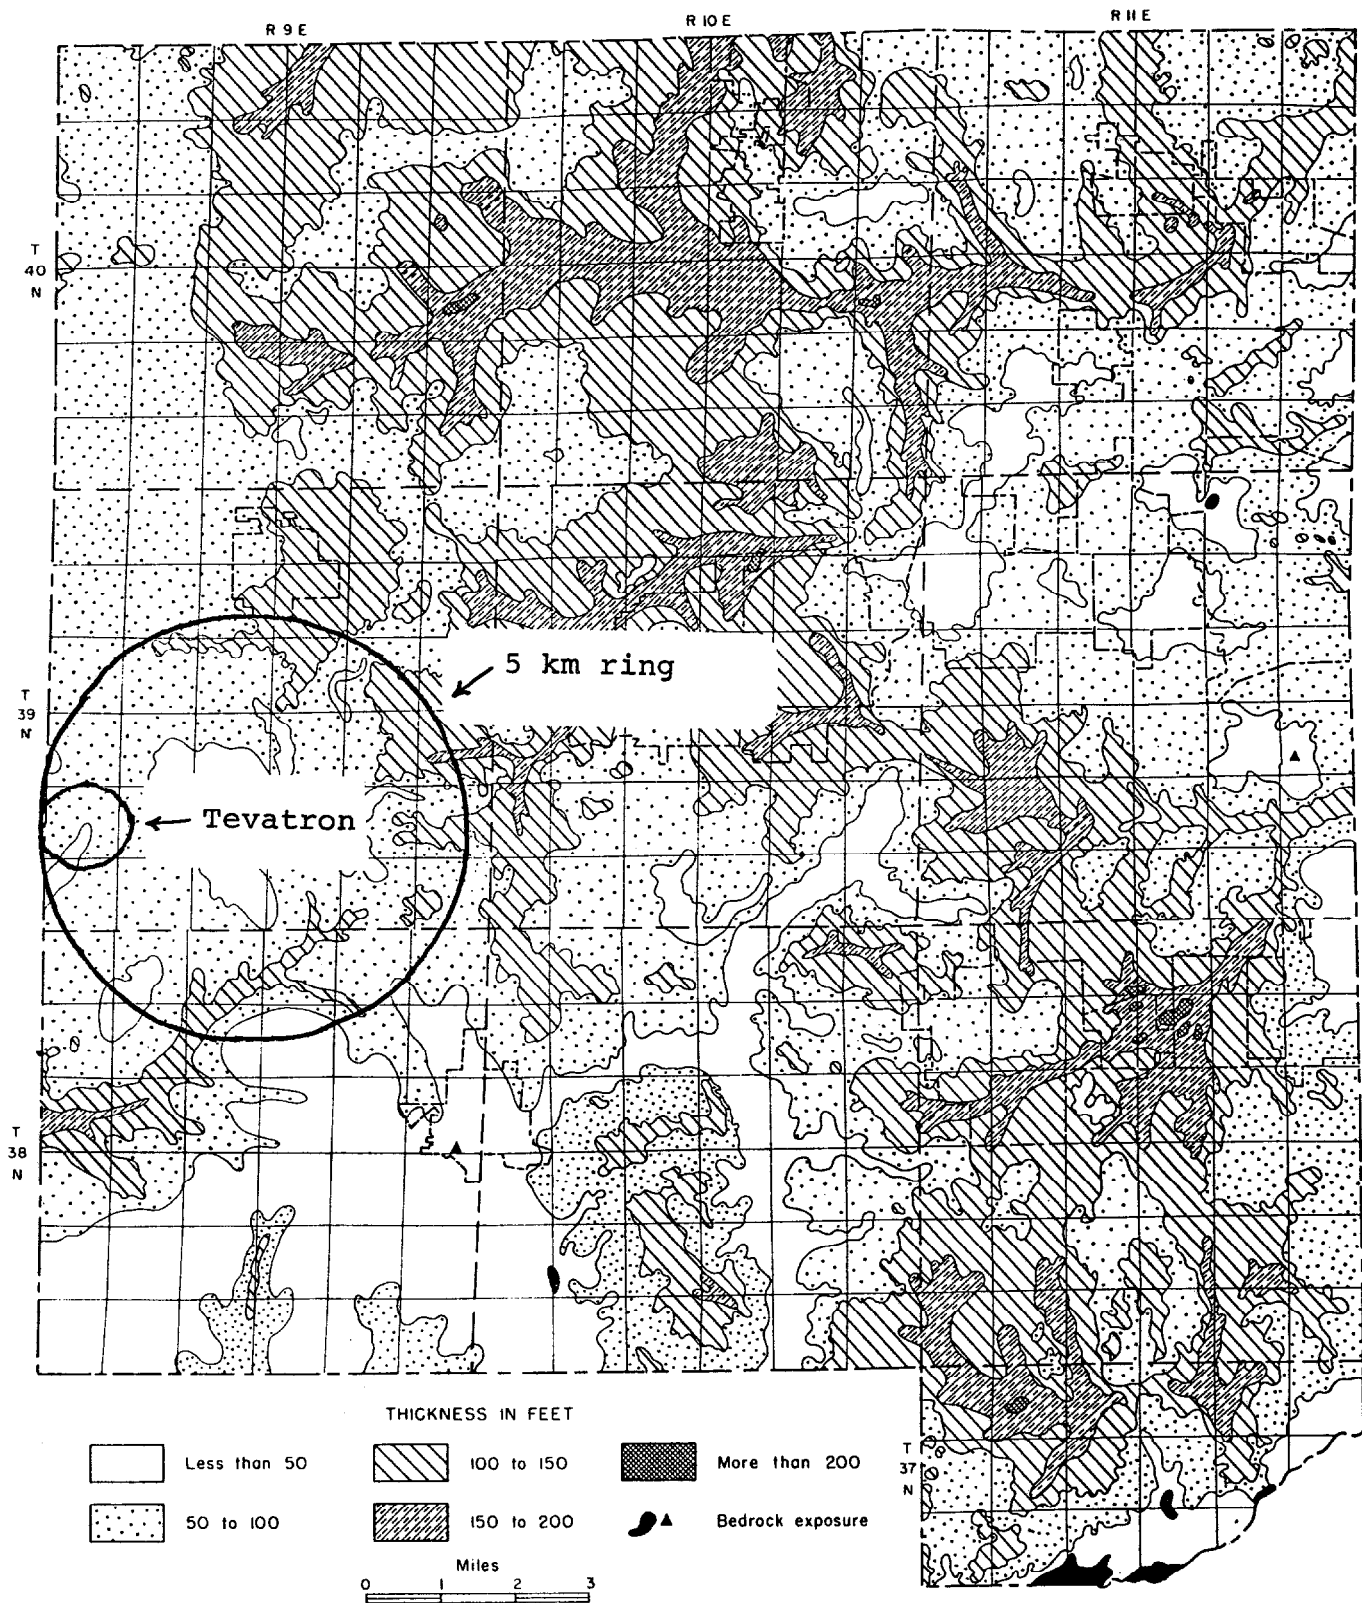 R 9 E
R 10 E
R 11 E
T
40
N
5 km ring
T
39
N
Tevatron
T
38
N
THICKNESS IN FEET
Less than 50
100 to 150
More than 200
50 to 100
150 to 200
Bedrock exposure
T
37
N
Miles
0 1 2 3